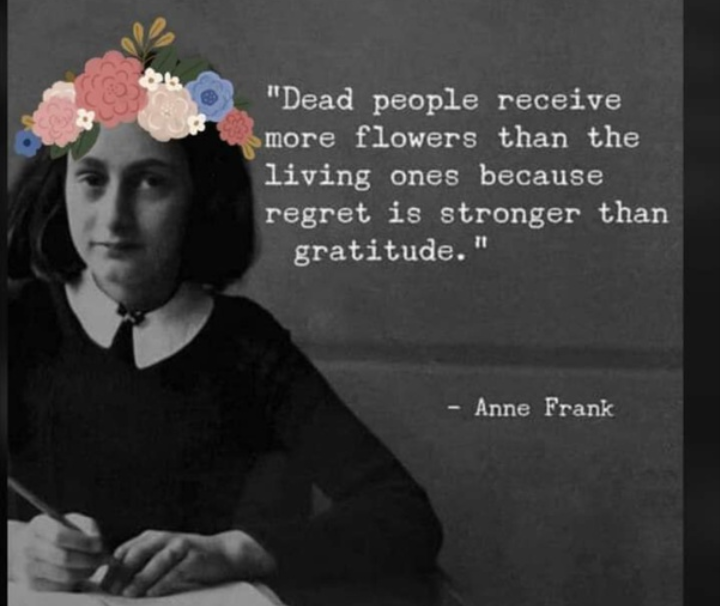 "Dead people receive
more flowers than the
living ones because
regret is stronger than
gratitude."
- Anne Frank